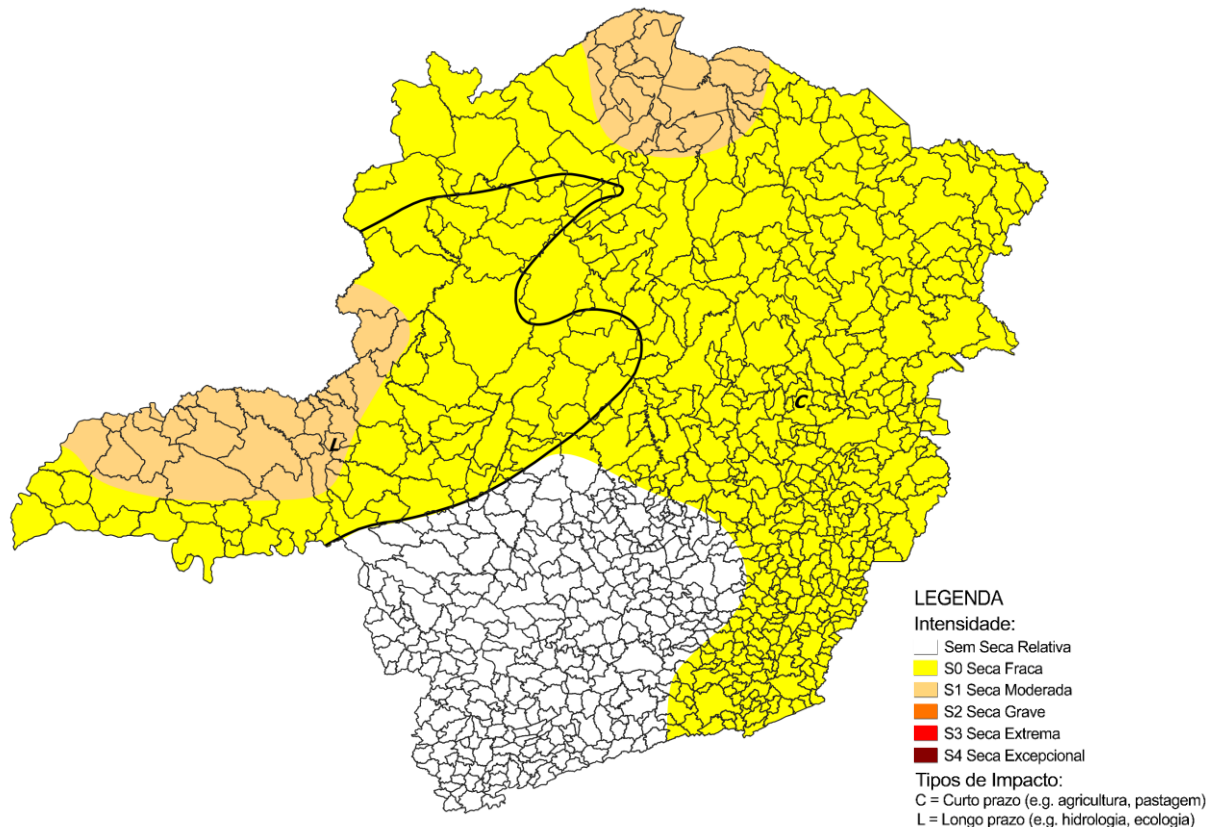 C
L
LEGENDA
Intensidade:
Sem Seca Relativa
S0 Seca Fraca
S1 Seca Moderada
S2 Seca Grave
S3 Seca Extrema
S4 Seca Excepcional
Tipos de Impacto:
C = Curto prazo (e.g. agricultura, pastagem)
L = Longo prazo (e.g. hidrologia, ecologia)